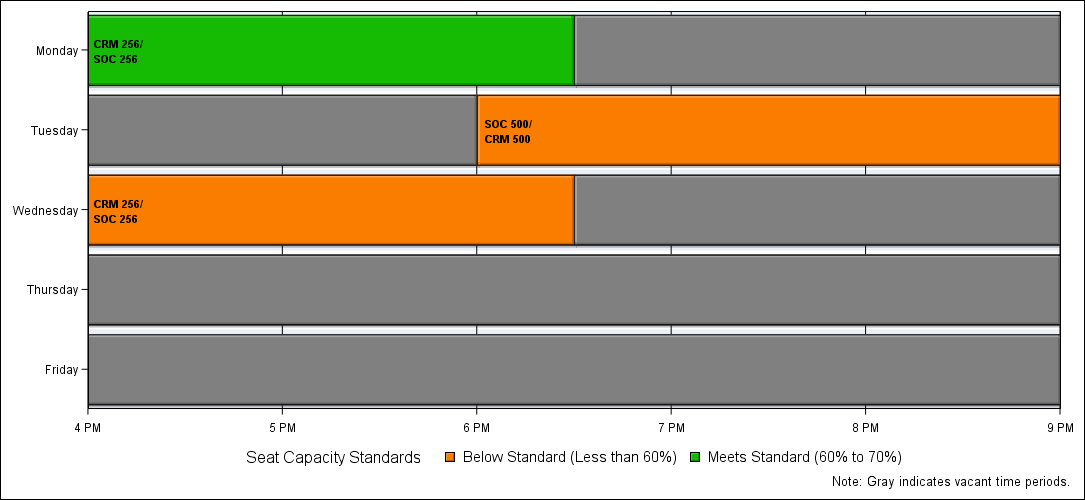 Monday
CRM 256/
SOC 256
Tuesday
SOC 500/
CRM 500
Wednesday
CRM 256/
SOC 256
Thursday
Friday
4 PM 5 PM 6 PM 7 PM 8 PM 9 PM
Seat Capacity Standards Below Standard (Less than 60%) Meets Standard (60% to 70%)
Note: Gray indicates vacant time periods.